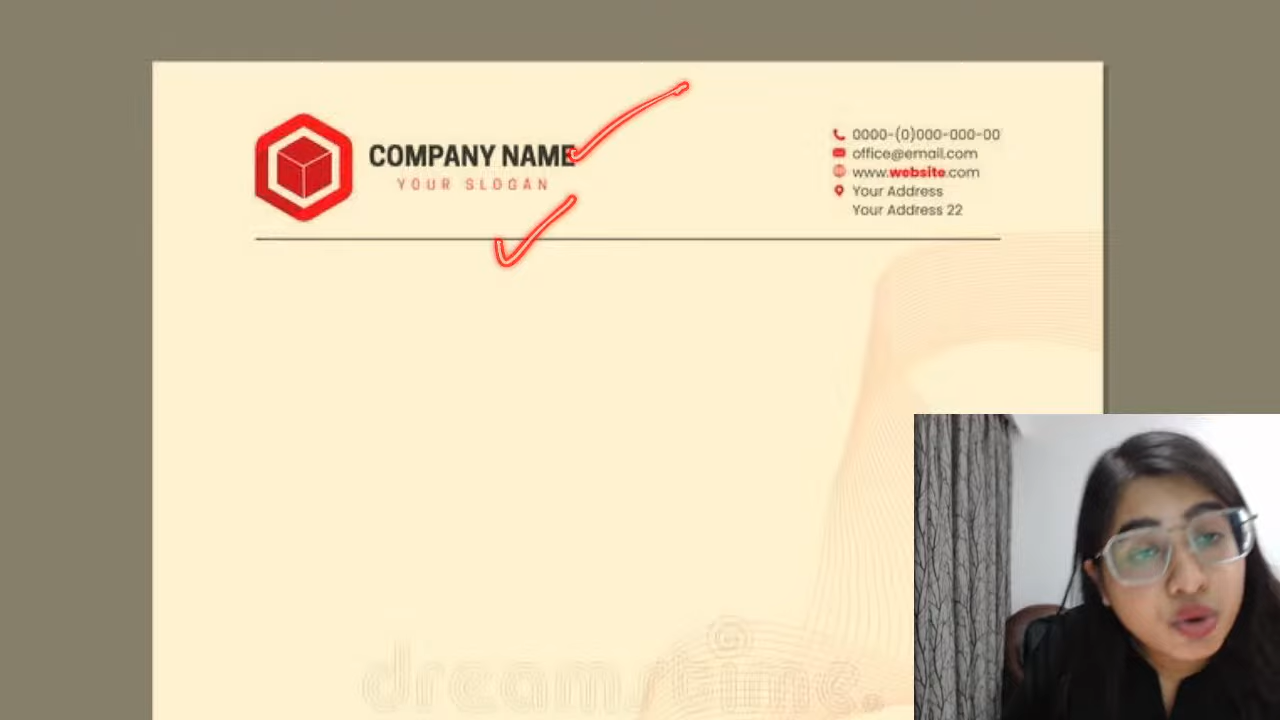 COMPANY NAME
YOUR SLOGAN
0000-(0)000-000-00
office@email.com
www.website.com
Your Address
Your Address 22
dreamstime.